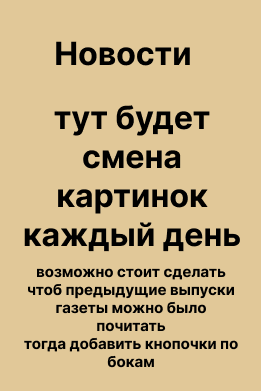 Новости
тут будет
смена
картинок
каждый день
возможно стоит сделать
чтоб предыдущие выпуски
газеты можно было
почитать
тогда добавить кнопочки по
бокам